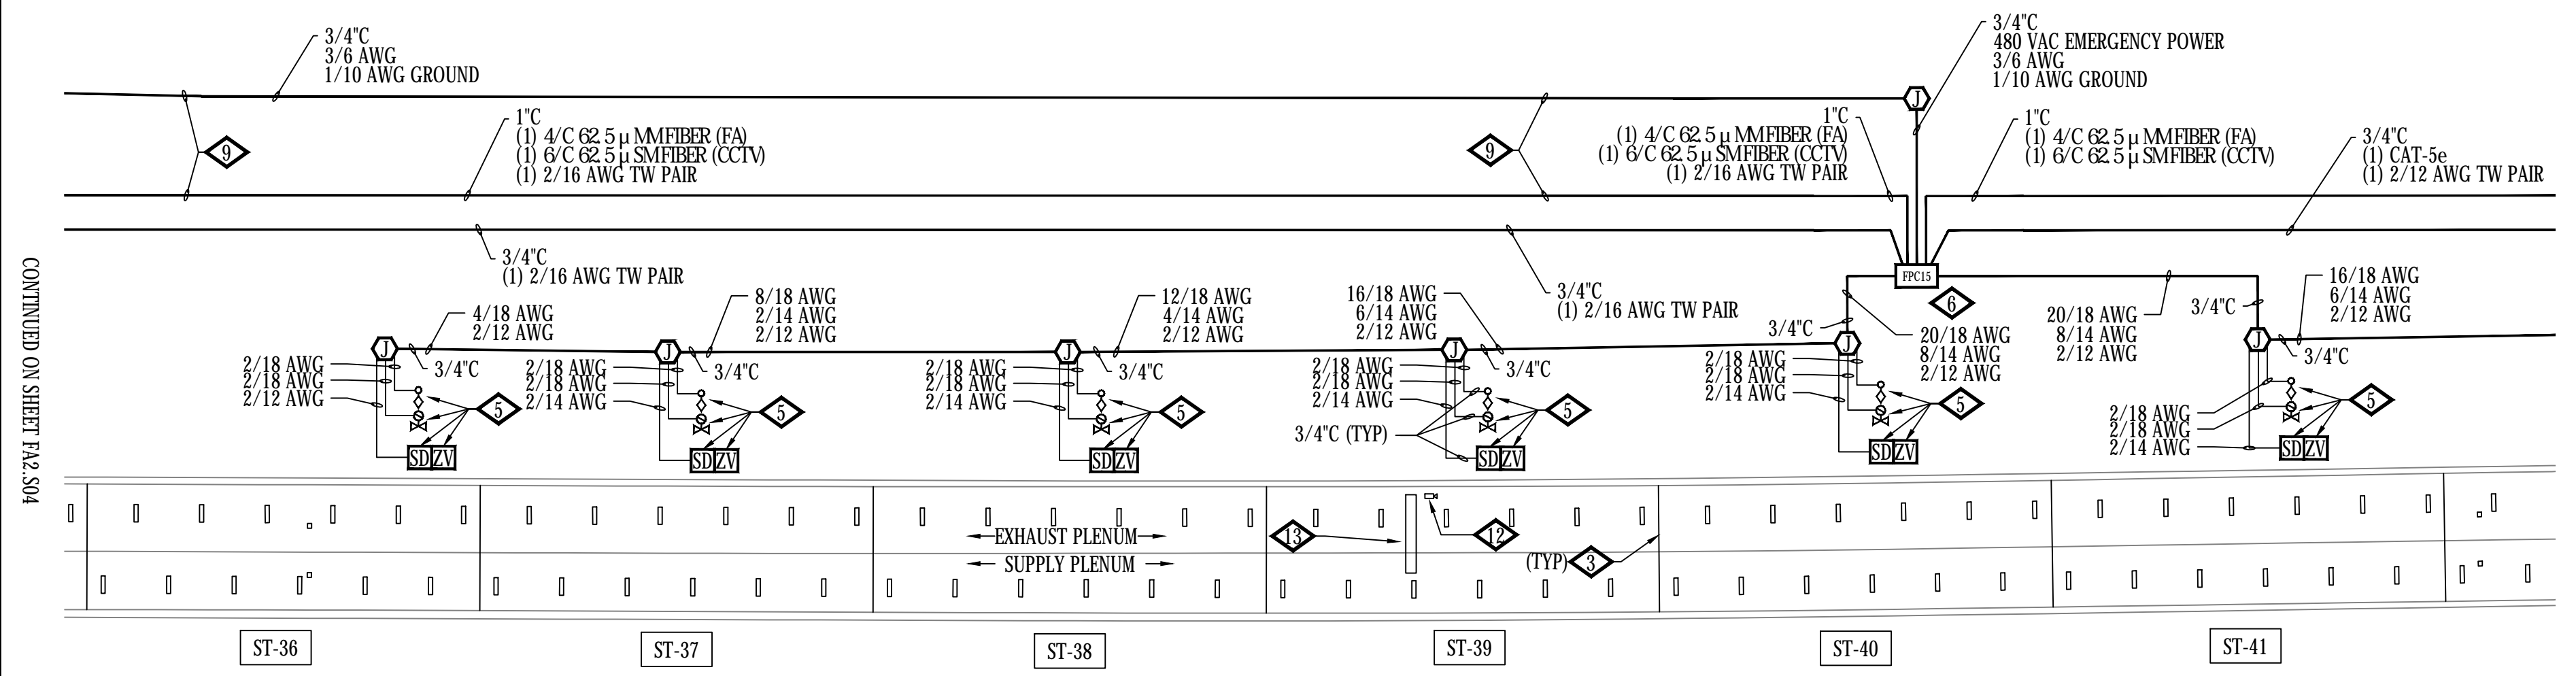 3/4"C
3/6 AWG
1/10 AWG GROUND
3/4"C
480 VAC EMERGENCY POWER
3/6 AWG
1/10 AWG GROUND
J
9
1"C
(1) 4/C 62.5 µ MMFIBER (FA)
(1) 6/C 62.5 µ SMFIBER (CCTV)
(1) 2/16 AWG TW PAIR
9
1"C
(1) 4/C 62.5 µ MMFIBER (FA)
(1) 6/C 62.5 µ SMFIBER (CCTV)
(1) 2/16 AWG TW PAIR
1"C
(1) 4/C 62.5 µ MMFIBER (FA)
(1) 6/C 62.5 µ SMFIBER (CCTV)
3/4"C
(1) CAT-5e
(1) 2/12 AWG TW PAIR
CONTINUED ON SHEET FA2.S04
3/4"C
(1) 2/16 AWG TW PAIR
3/4"C
(1) 2/16 AWG TW PAIR
FPC15
6
4/18 AWG
2/12 AWG
J
3/4"C
2/18 AWG
2/18 AWG
2/12 AWG
5
SD ZV
8/18 AWG
2/14 AWG
2/12 AWG
J
3/4"C
2/18 AWG
2/18 AWG
2/14 AWG
5
SD ZV
12/18 AWG
4/14 AWG
2/12 AWG
J
3/4"C
2/18 AWG
2/18 AWG
2/14 AWG
5
SD ZV
16/18 AWG
6/14 AWG
2/12 AWG
J
3/4"C
2/18 AWG
2/18 AWG
2/14 AWG
3/4"C (TYP)
5
SD ZV
3/4"C
J
20/18 AWG
8/14 AWG
2/12 AWG
2/18 AWG
2/18 AWG
2/14 AWG
5
SD ZV
20/18 AWG
8/14 AWG
2/12 AWG
3/4"C
J
16/18 AWG
6/14 AWG
2/12 AWG
3/4"C
2/18 AWG
2/18 AWG
2/14 AWG
5
SD ZV
EXHAUST PLENUM
SUPPLY PLENUM
13
12
(TYP) 3
ST-36
ST-37
ST-38
ST-39
ST-40
ST-41